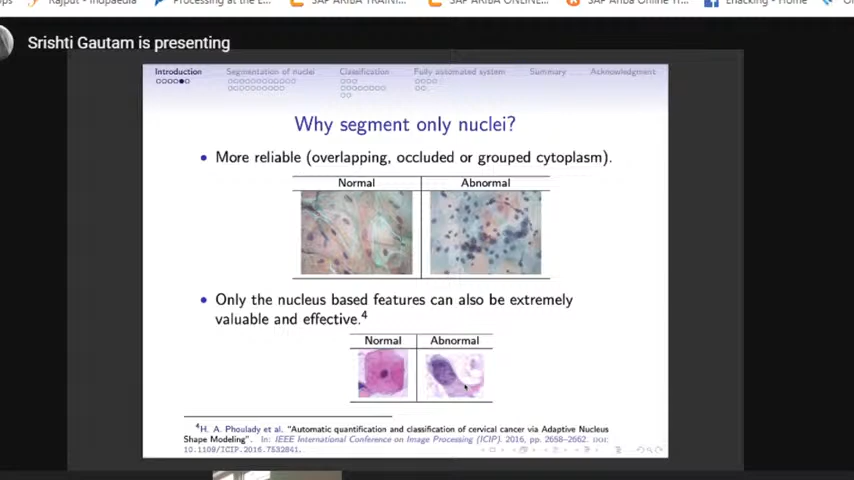 Rajput - Inapaedia Processing at the E... SAP ARIBA TRAINI... SAP ARIBA ONLINE... SAP Ariba Online Tr... Ehacking - Home
Srishti Gautam is presenting
Introduction Segmentation of nuclei Classification Fully automated system Summary Acknowledgment
Why segment only nuclei?
• More reliable (overlapping, occluded or grouped cytoplasm).
Normal Abnormal
• Only the nucleus based features can also be extremely
valuable and effective.4
Normal Abnormal
4H. A. Phoulady et al. "Automatic quantification and classification of cervical cancer via Adaptive Nucleus
Shape Modeling". In: IEEE International Conference on Image Processing (ICIP). 2016, pp. 2658–2662. DOI:
10.1109/ICIP.2016.7532841.